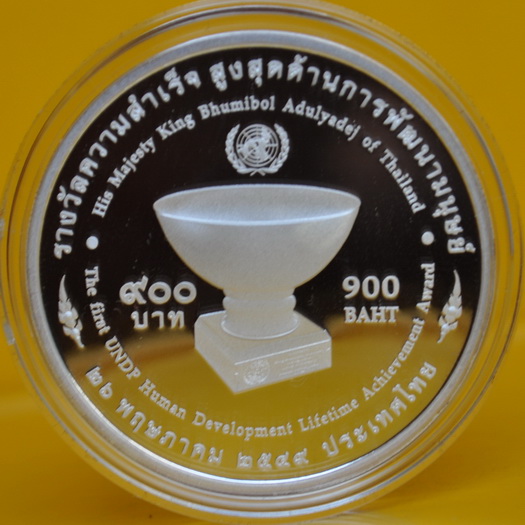 รางวัลความสำเร็จ สูงสุดด้านการพัฒนามนุษย์
His Majesty King Bhumibol Adulyadej of Thailand
๙๐๐
บาท
900
BAHT
The first UNDP Human Development Lifetime Achievement Award
๒๖ พฤษภาคม ๒๕๔๙ ประเทศไทย